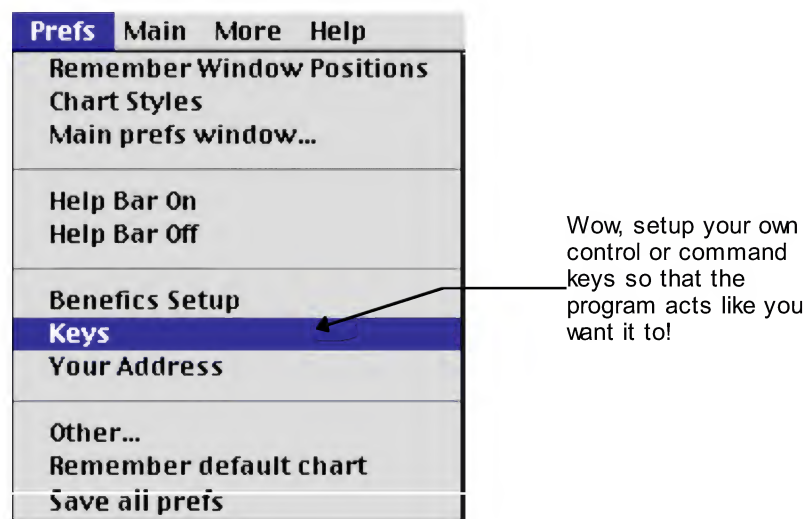 Prefs Main More Help
Remember Window Positions
Chart Styles
Main prefs window...
Help Bar On
Help Bar Off
Benefics Setup
Keys
Your Address
Other...
Remember default chart
Save all prefs
Wow, setup your own
control or command
keys so that the
program acts like you
want it to!